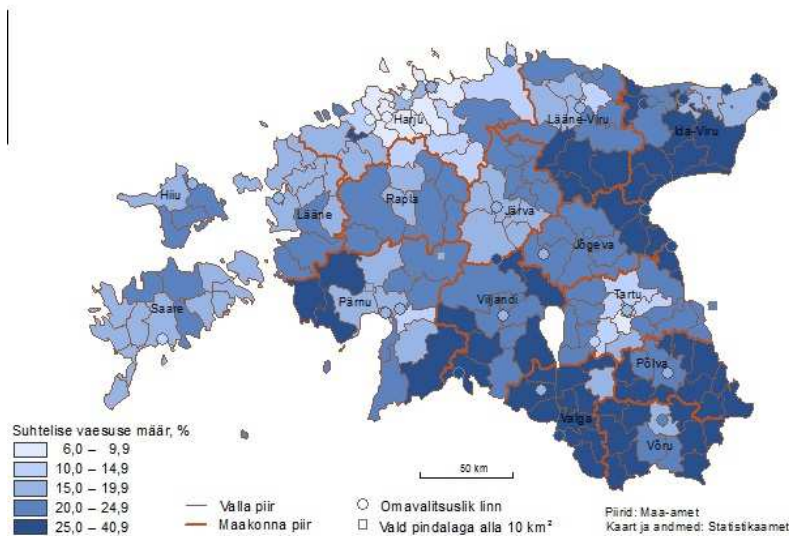 Harju
Lääne-Viru
Ida-Viru
Hiiu
Lääne
Rapla
Järva
Jõgeva
Saare
Pärnu
Viljandi
Tartu
Põlva
Valga
Võru
Suhtelise vaesuse määr, %
6,0 – 9,9
10,0 – 14,9
15,0 – 19,9
20,0 – 24,9
25,0 – 40,9
50 km
Valla piir
Maakonna piir
Omavalitsuslik linn
Vald pindalaga alla 10 km²
Piirid: Maa-amet
Kaart ja andmed: Statistikaamet